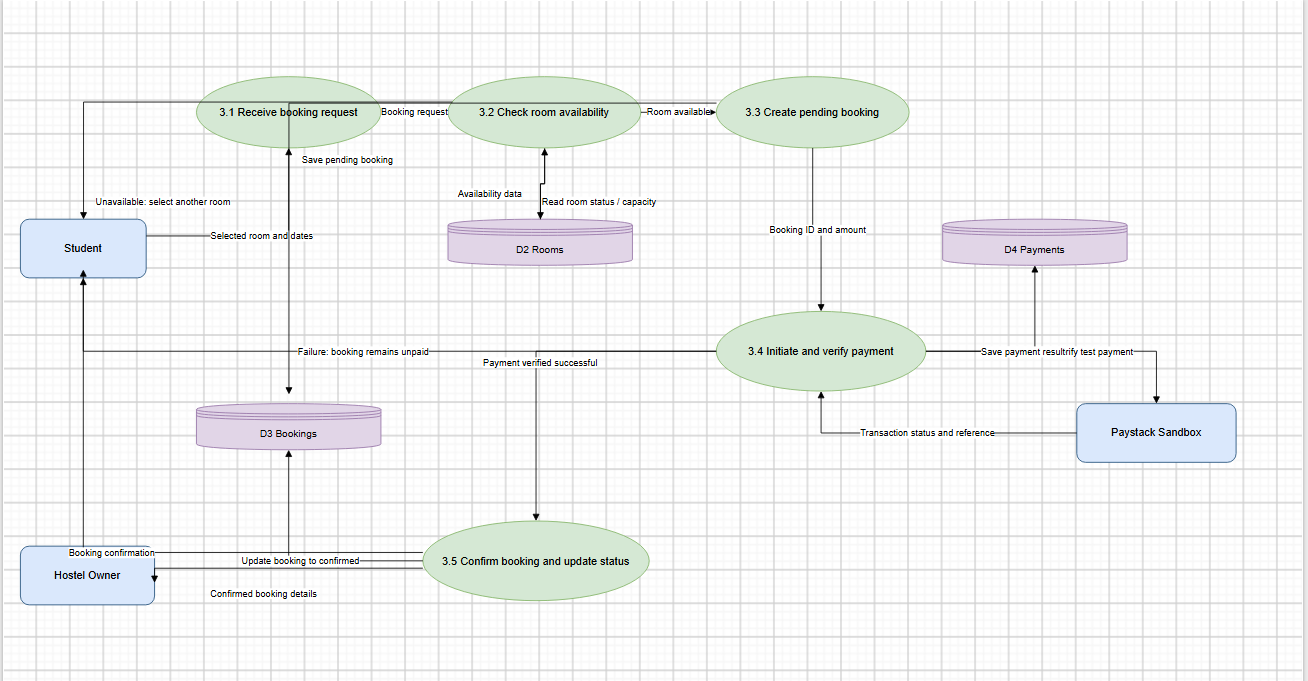 3.1 Receive booking request
Booking request
3.2 Check room availability
Room available
3.3 Create pending booking
Save pending booking
Availability data
Unavailable: select another room
Read room status / capacity
Student
Selected room and dates
Booking ID and amount
D2 Rooms
D4 Payments
Failure: booking remains unpaid
3.4 Initiate and verify payment
Save payment resultrify test payment
Payment verified successful
D3 Bookings
Transaction status and reference
Paystack Sandbox
Booking confirmation
Update booking to confirmed
3.5 Confirm booking and update status
Hostel Owner
Confirmed booking details